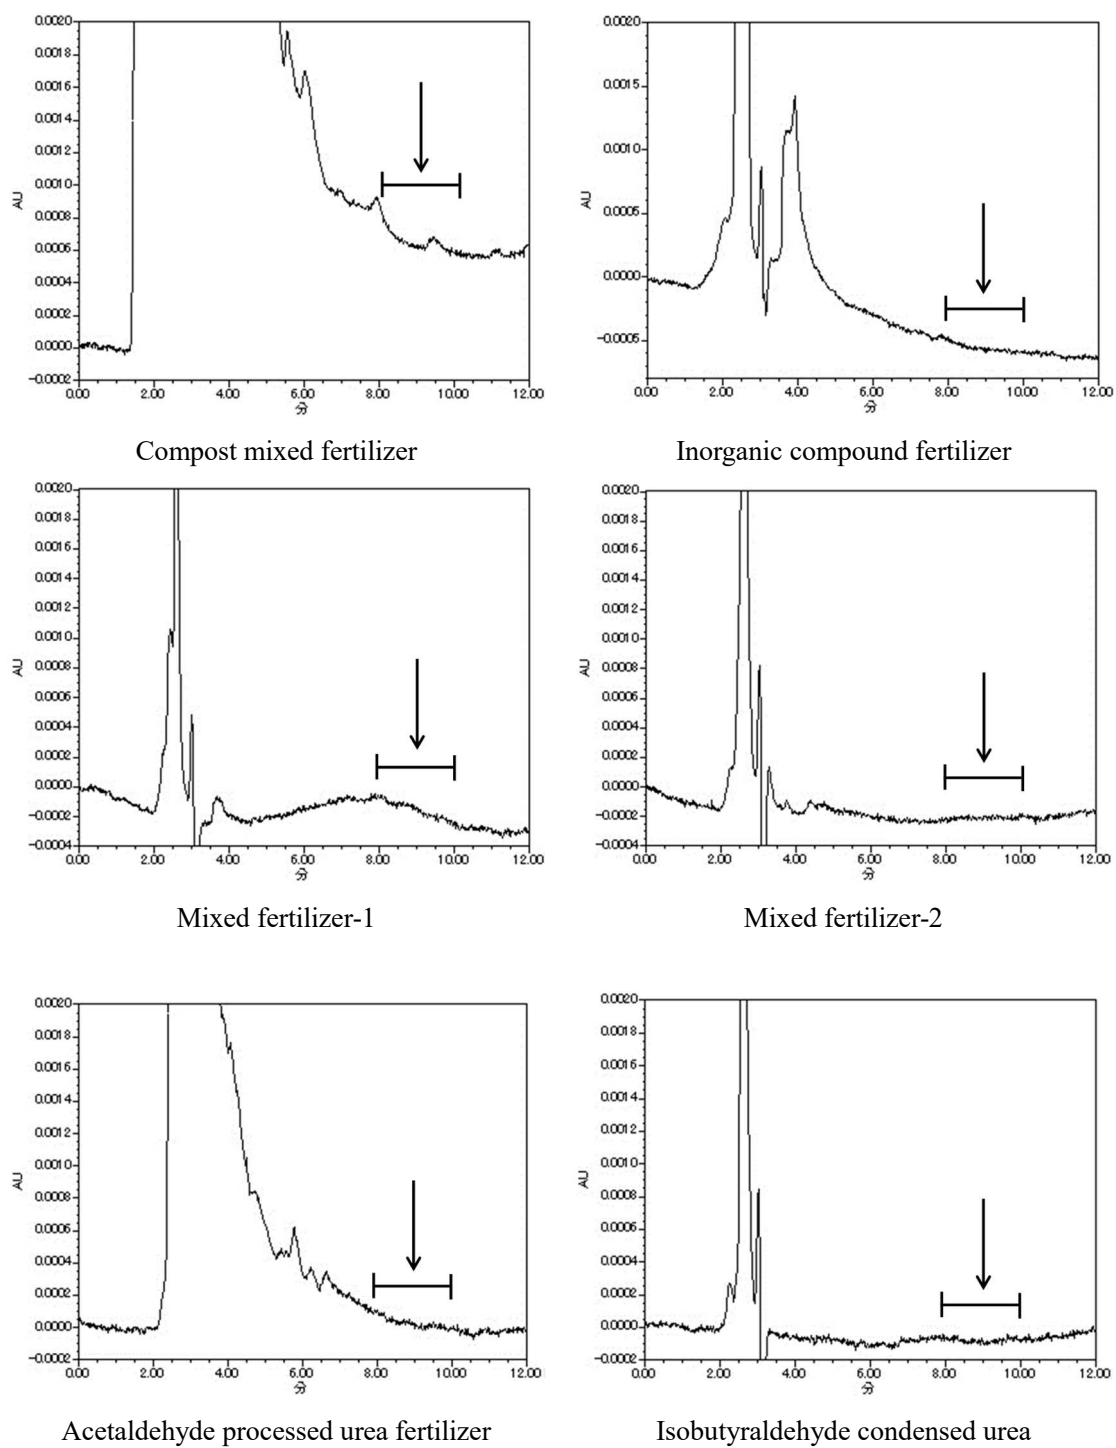 0.0020
0.0018
0.0016
0.0014
0.0012
0.0010
0.0008
0.0006
0.0004
0.0002
0.0000
-0.0002
AU
0.00 2.00 4.00 6.00 8.00 10.00 12.00
分
Compost mixed fertilizer
0.0020
0.0015
0.0010
0.0005
0.0000
-0.0005
AU
0.00 2.00 4.00 6.00 8.00 10.00 12.00
分
Inorganic compound fertilizer
0.0020
0.0018
0.0016
0.0014
0.0012
0.0010
0.0008
0.0006
0.0004
0.0002
0.0000
-0.0002
-0.0004
AU
0.00 2.00 4.00 6.00 8.00 10.00 12.00
分
Mixed fertilizer-1
0.0020
0.0018
0.0016
0.0014
0.0012
0.0010
0.0008
0.0006
0.0004
0.0002
0.0000
-0.0002
-0.0004
AU
0.00 2.00 4.00 6.00 8.00 10.00 12.00
分
Mixed fertilizer-2
0.0020
0.0018
0.0016
0.0014
0.0012
0.0010
0.0008
0.0006
0.0004
0.0002
0.0000
-0.0002
AU
0.00 2.00 4.00 6.00 8.00 10.00 12.00
分
Acetaldehyde processed urea fertilizer
0.0020
0.0018
0.0016
0.0014
0.0012
0.0010
0.0008
0.0006
0.0004
0.0002
0.0000
-0.0002
AU
0.00 2.00 4.00 6.00 8.00 10.00 12.00
分
Isobutyraldehyde condensed urea